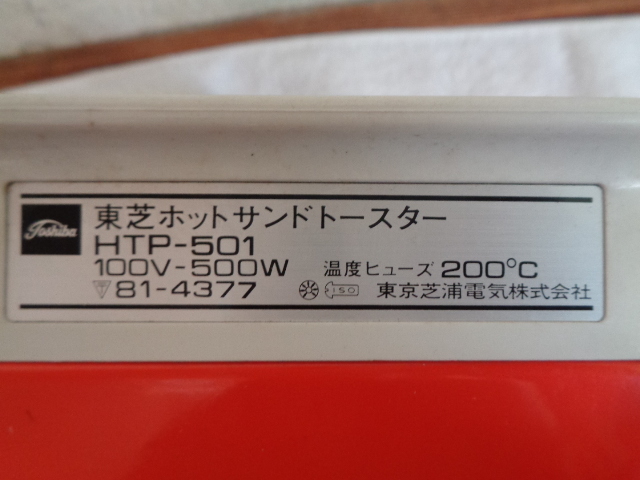 Toshiba
東芝ホットサンドトースター
HTP-501
100V-500W 温度ヒューズ 200°C
▽81-4377 ISO 東京芝浦電気株式会社